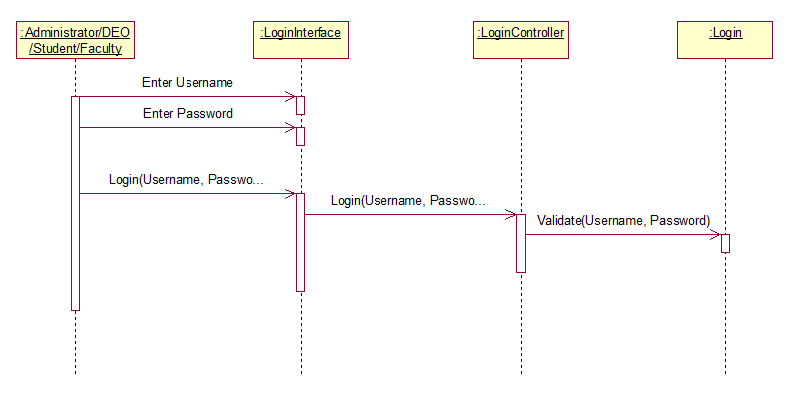 :Administrator/DEO
/Student/Faculty
:LoginInterface
:LoginController
:Login
Enter Username
Enter Password
Login(Username, Passwo...
Login(Username, Passwo...
Validate(Username, Password)